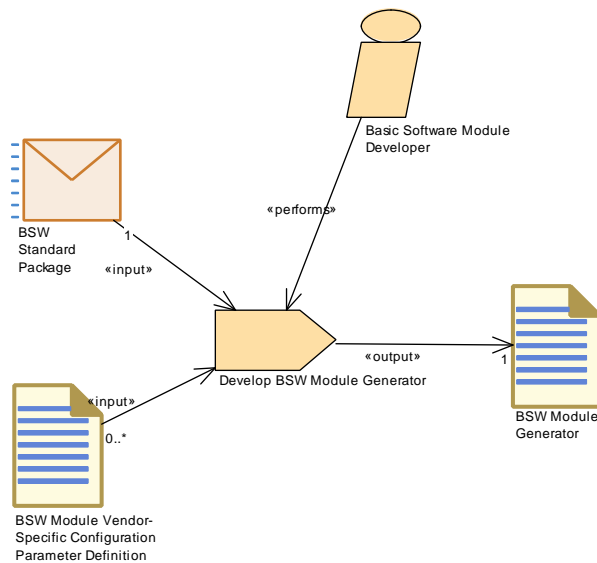 Basic Software Module
Developer
«performs»
BSW
Standard
Package
1
«input»
Develop BSW Module Generator
«output»
1
BSW Module
Generator
«input»
0..*
BSW Module Vendor-
Specific Configuration
Parameter Definition